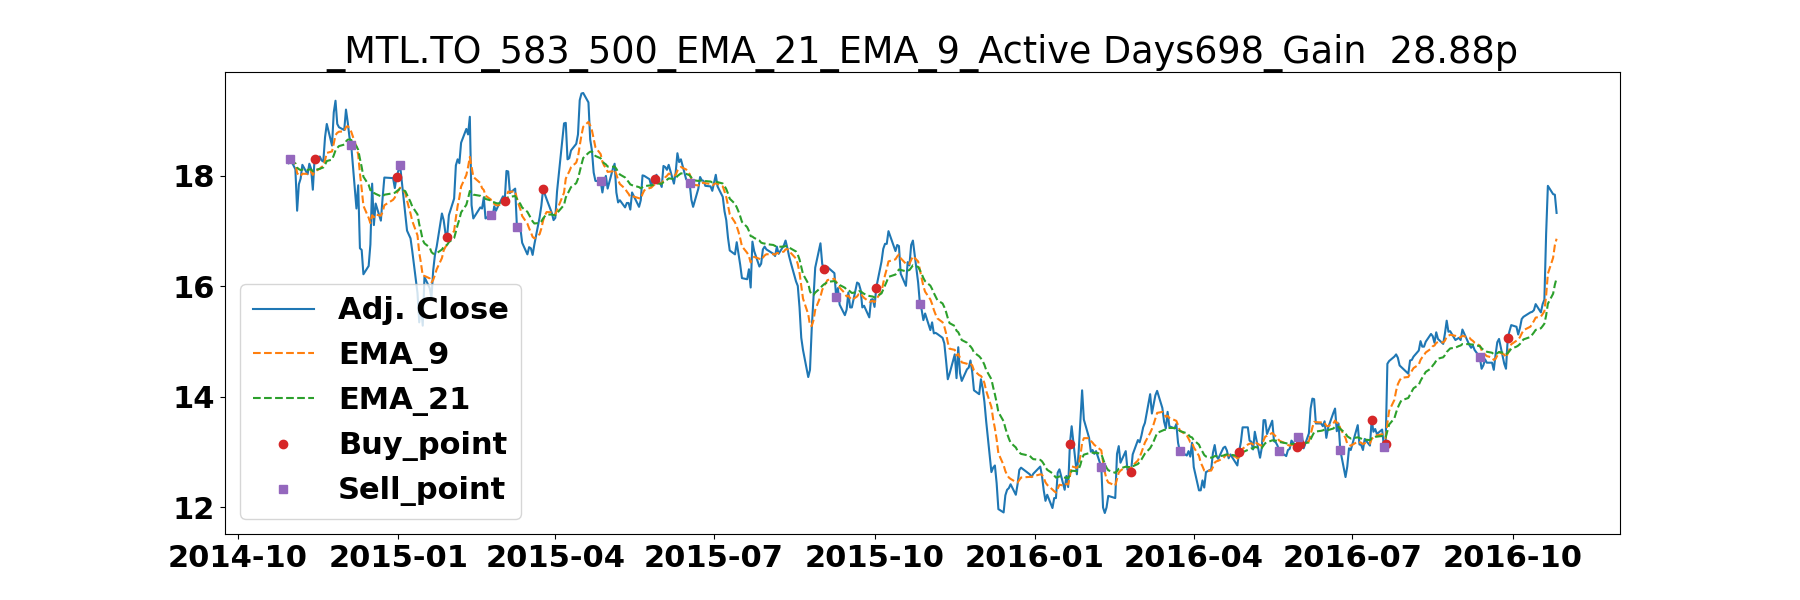 _MTL.TO_583_500_EMA_21_EMA_9_Active Days698_Gain  28.88p
18
16
14
12
Adj. Close
EMA_9
EMA_21
Buy_point
Sell_point
2014-10 2015-01 2015-04 2015-07 2015-10 2016-01 2016-04 2016-07 2016-10